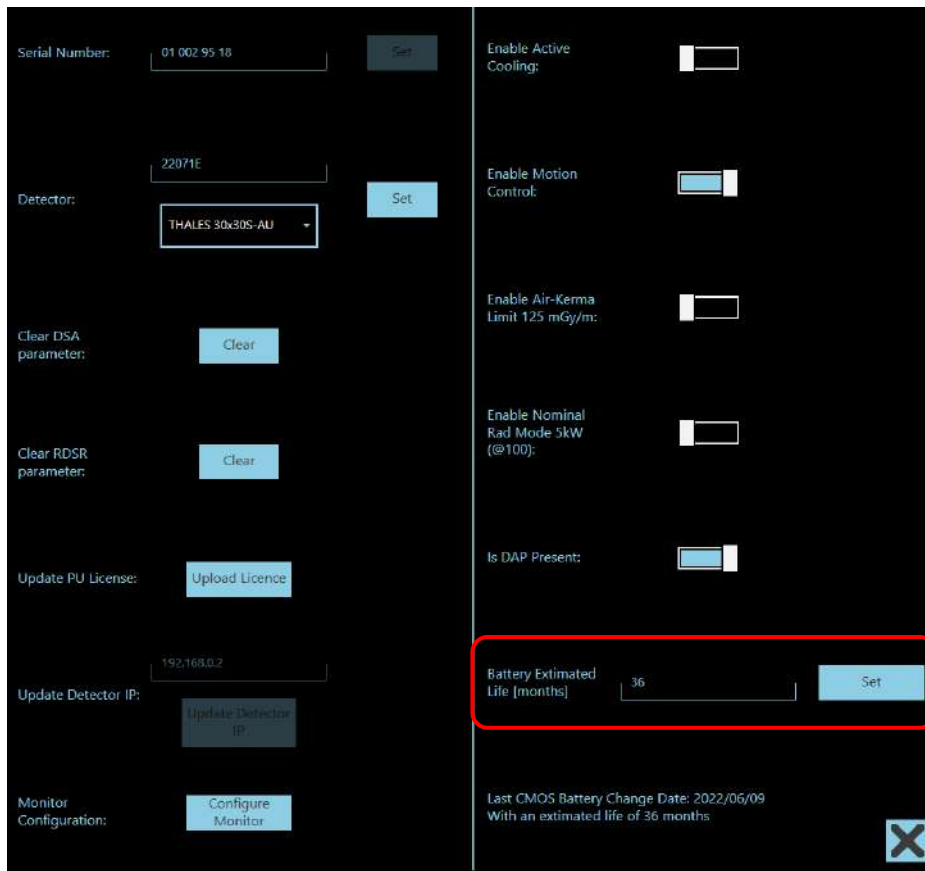 Serial Number:
01 002 95 18
Set
Detector:
22071E
THALES 30x30S-AU
Set
Clear DSA
parameter:
Clear
Clear RDSR
parameter:
Clear
Update PU License:
Upload Licence
Update Detector IP:
192.168.0.2
Update Detector
IP
Monitor
Configuration:
Configure
Monitor
Enable Active
Cooling:
Enable Motion
Control:
Enable Air-Kerma
Limit 125 mGy/m:
Enable Nominal
Rad Mode 5kW
(@100):
Is DAP Present:
Battery Extimated
Life [months]
36
Set
Last CMOS Battery Change Date: 2022/06/09
With an extimated life of 36 months